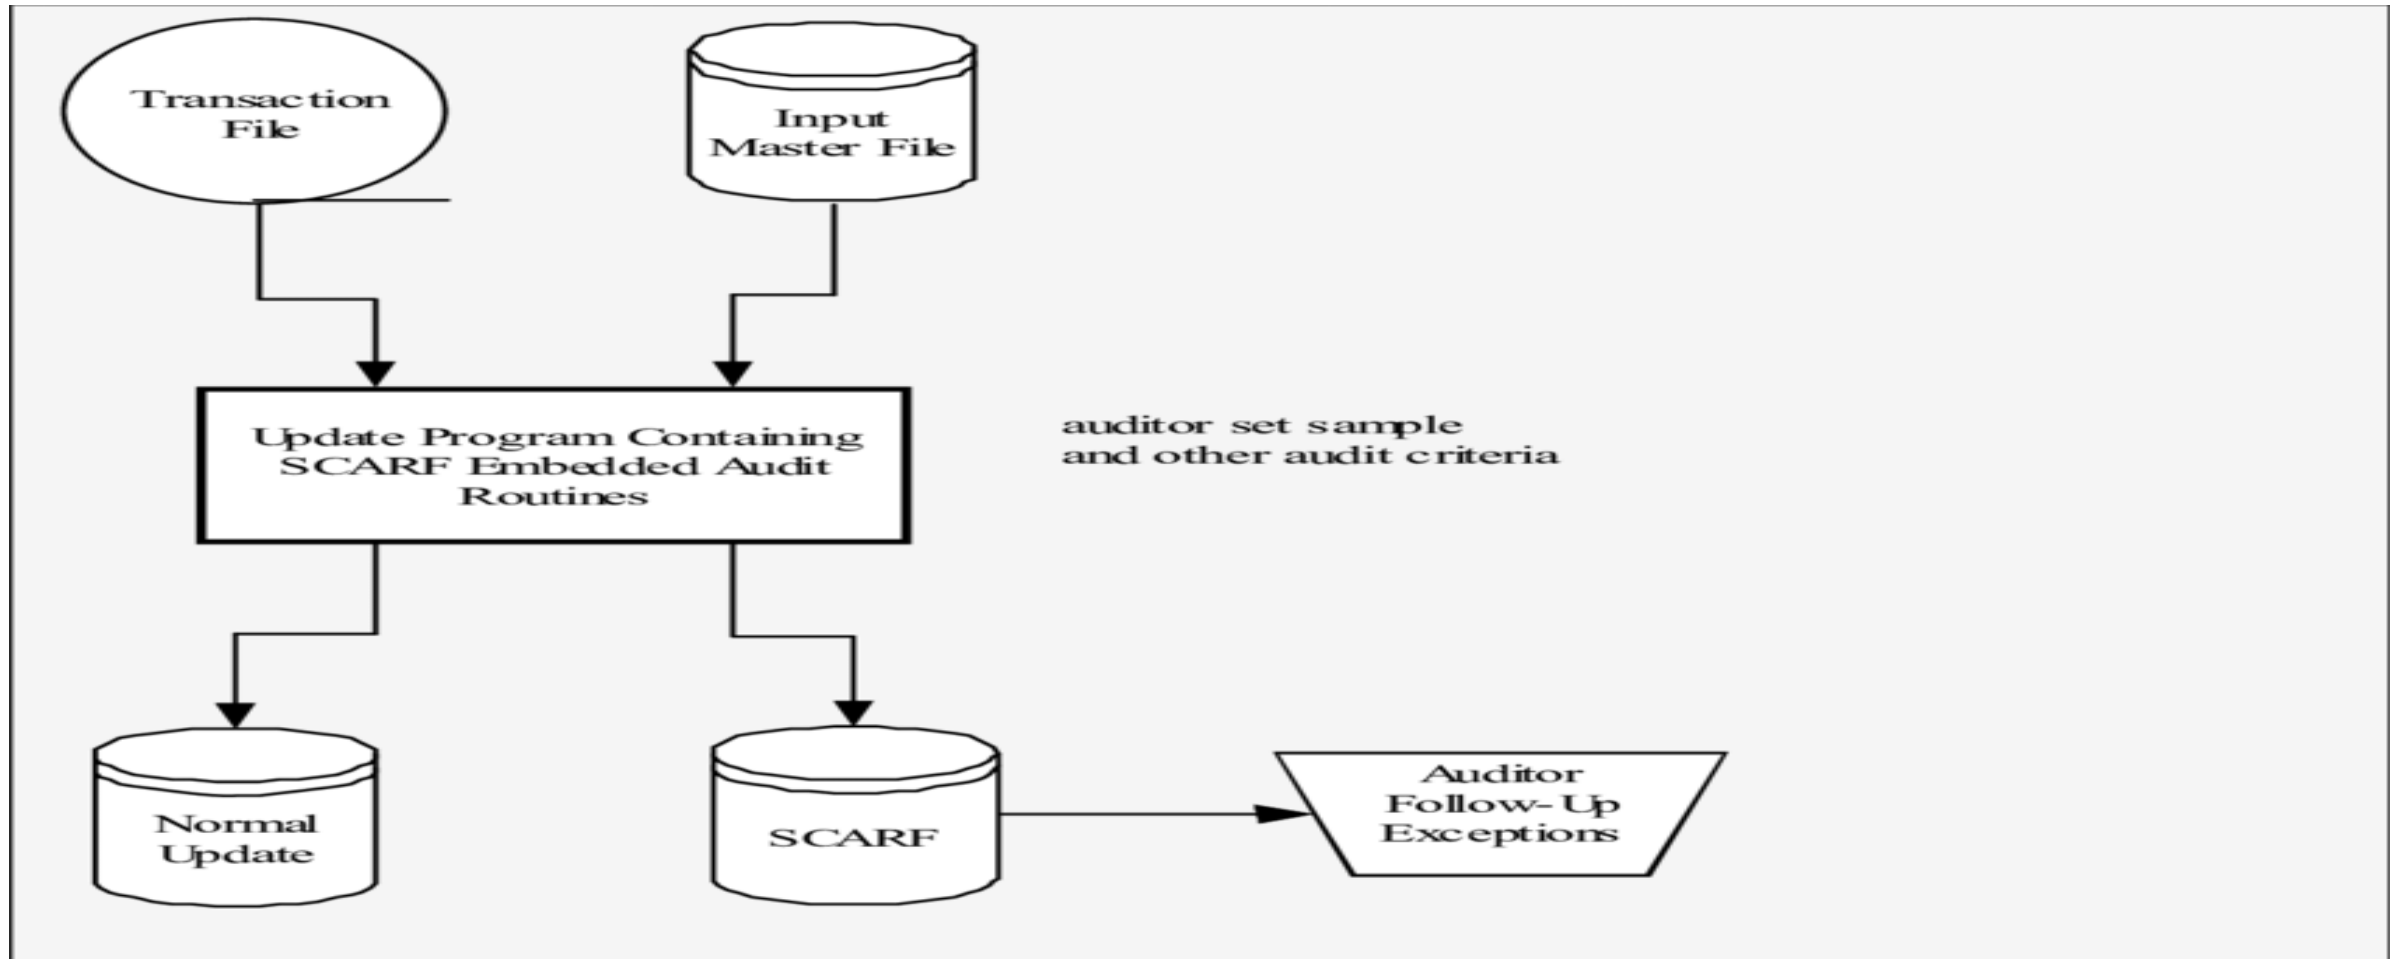 Transaction
File
Input
Master File
Update Program Containing
SCARF Embedded Audit
Routines
auditor set sample
and other audit criteria
Normal
Update
SCARF
Auditor
Follow-Up
Exceptions